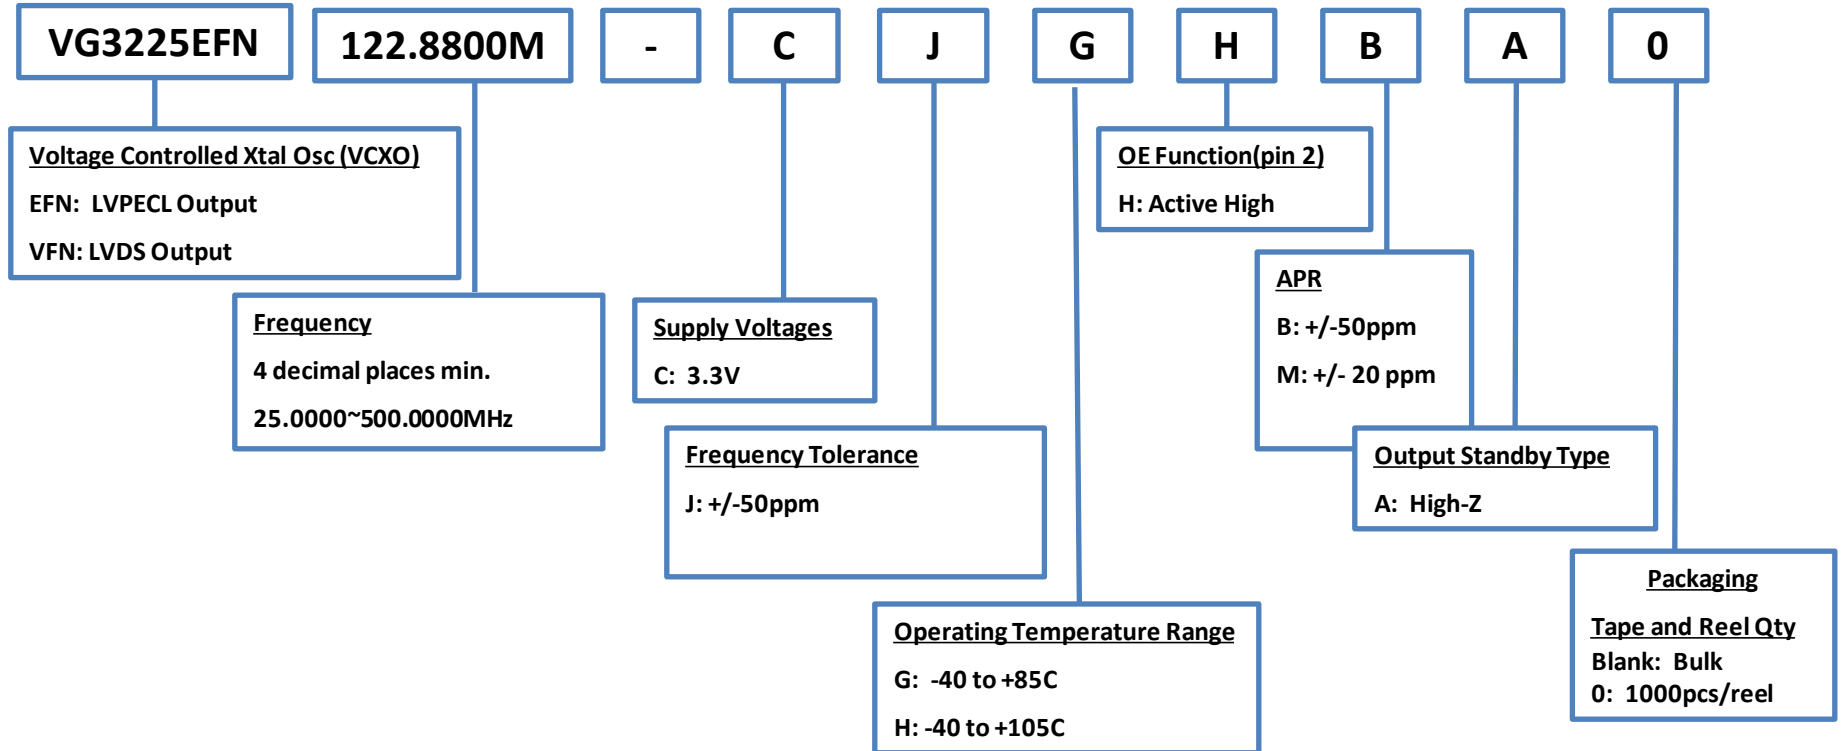 VG3225EFN 122.8800M - C J G H B A 0
Voltage Controlled Xtal Osc (VCXO)
EFN: LVPECL Output
VFN: LVDS Output
OE Function(pin 2)
H: Active High
Frequency
4 decimal places min.
25.0000~500.0000MHz
Supply Voltages
C: 3.3V
APR
B: +/-50ppm
M: +/- 20 ppm
Frequency Tolerance
J: +/-50ppm
Output Standby Type
A: High-Z
Operating Temperature Range
G: -40 to +85C
H: -40 to +105C
Packaging
Tape and Reel Qty
Blank: Bulk
0: 1000pcs/reel